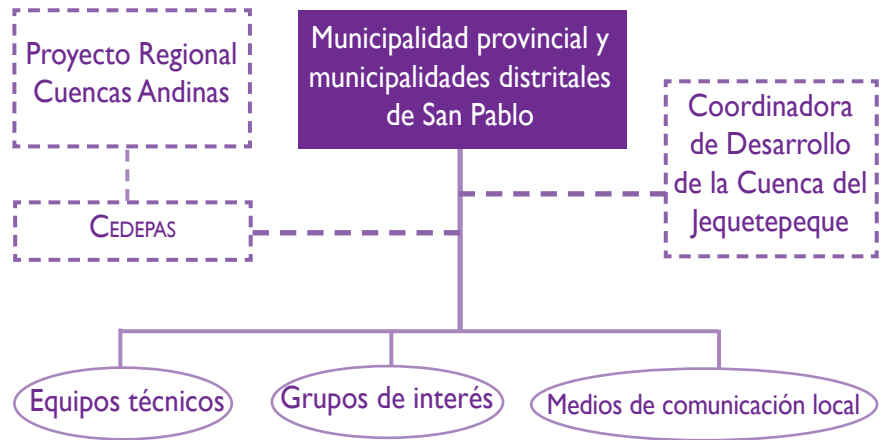 Proyecto Regional
Cuencas Andinas
Municipalidad provincial y
municipalidades distritales
de San Pablo
Coordinadora
de Desarrollo
de la Cuenca del
Jequetepeque
CEDEPAS
Equipos técnicos
Grupos de interés
Medios de comunicación local